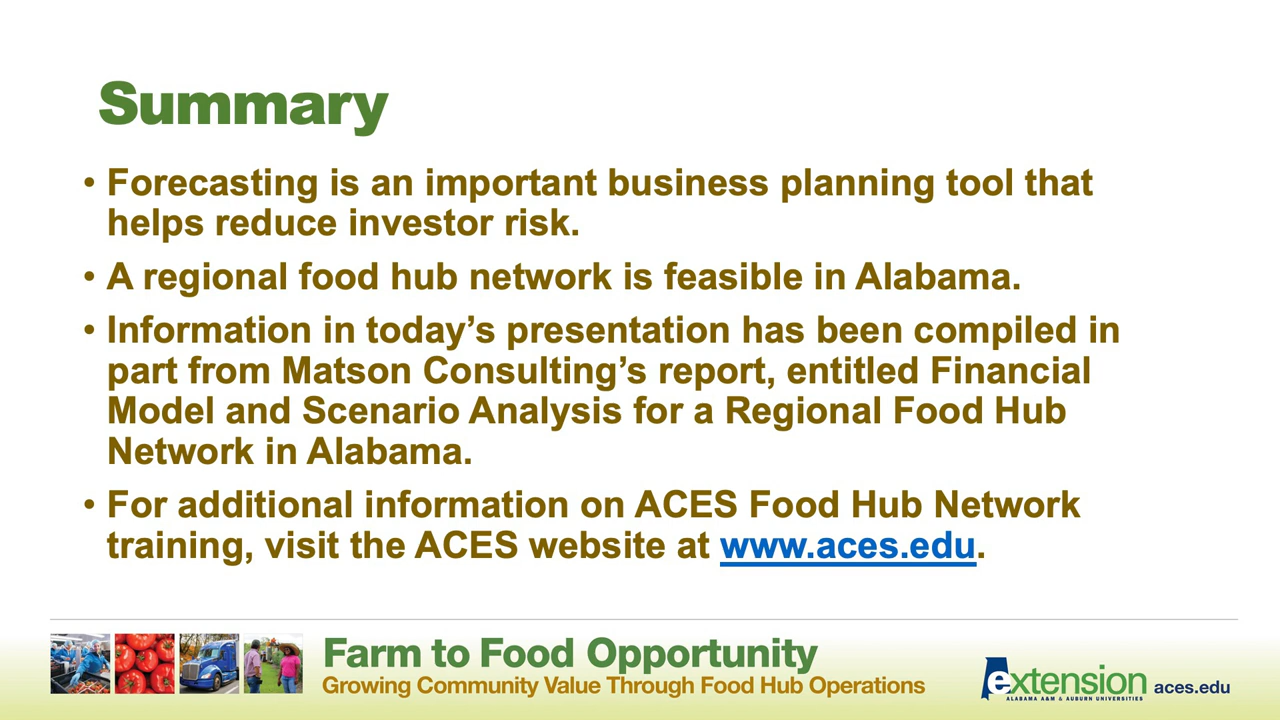 Summary
• Forecasting is an important business planning tool that
helps reduce investor risk.
• A regional food hub network is feasible in Alabama.
• Information in today’s presentation has been compiled in
part from Matson Consulting’s report, entitled Financial
Model and Scenario Analysis for a Regional Food Hub
Network in Alabama.
• For additional information on ACES Food Hub Network
training, visit the ACES website at www.aces.edu.
Farm to Food Opportunity
Growing Community Value Through Food Hub Operations
extension
ALABAMA A&M & AUBURN UNIVERSITIES
aces.edu